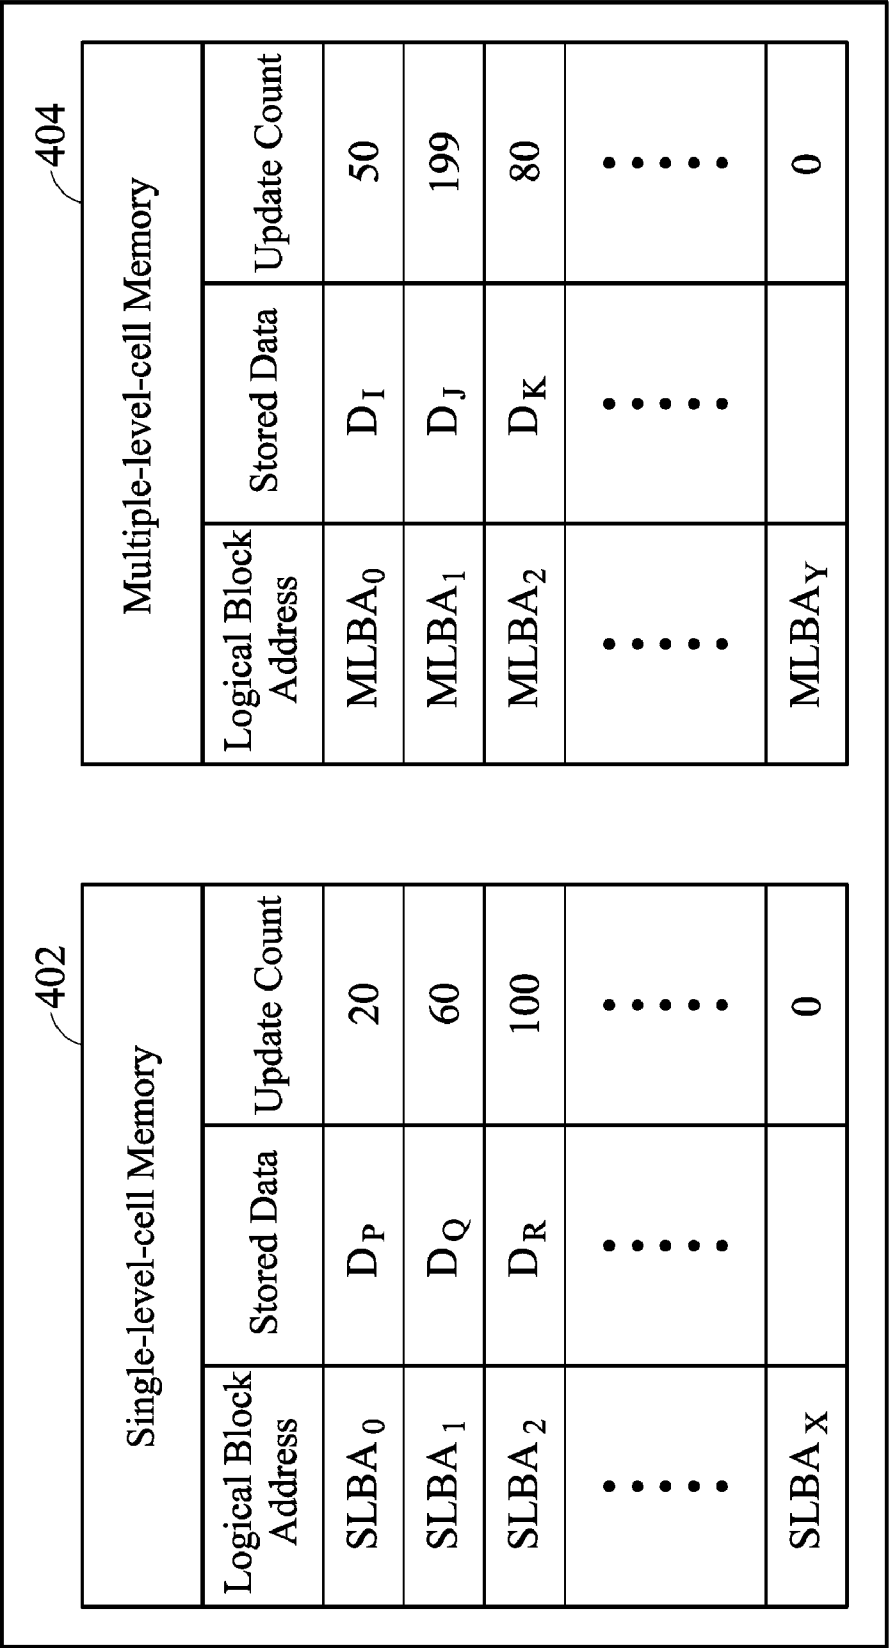 402
Single-level-cell Memory
Logical Block Address
Stored Data
Update Count
SLBA0 DP 20
SLBA1 DQ 60
SLBA2 DR 100
..... ..... .....
SLBAX 0
404
Multiple-level-cell Memory
Logical Block Address
Stored Data
Update Count
MLBA0 DI 50
MLBA1 DJ 199
MLBA2 DK 80
..... ..... .....
MLBAY 0